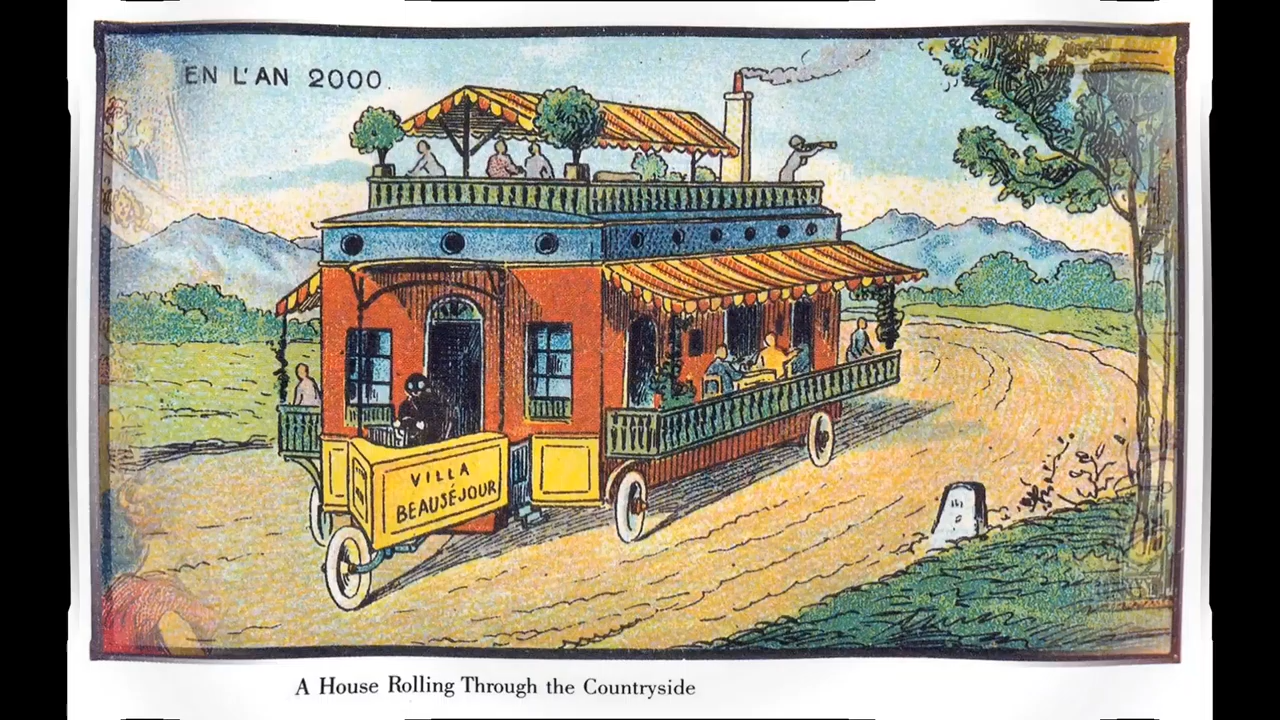 EN L'AN 2000
VILLA
BEAUSÉJOUR
A House Rolling Through the Countryside